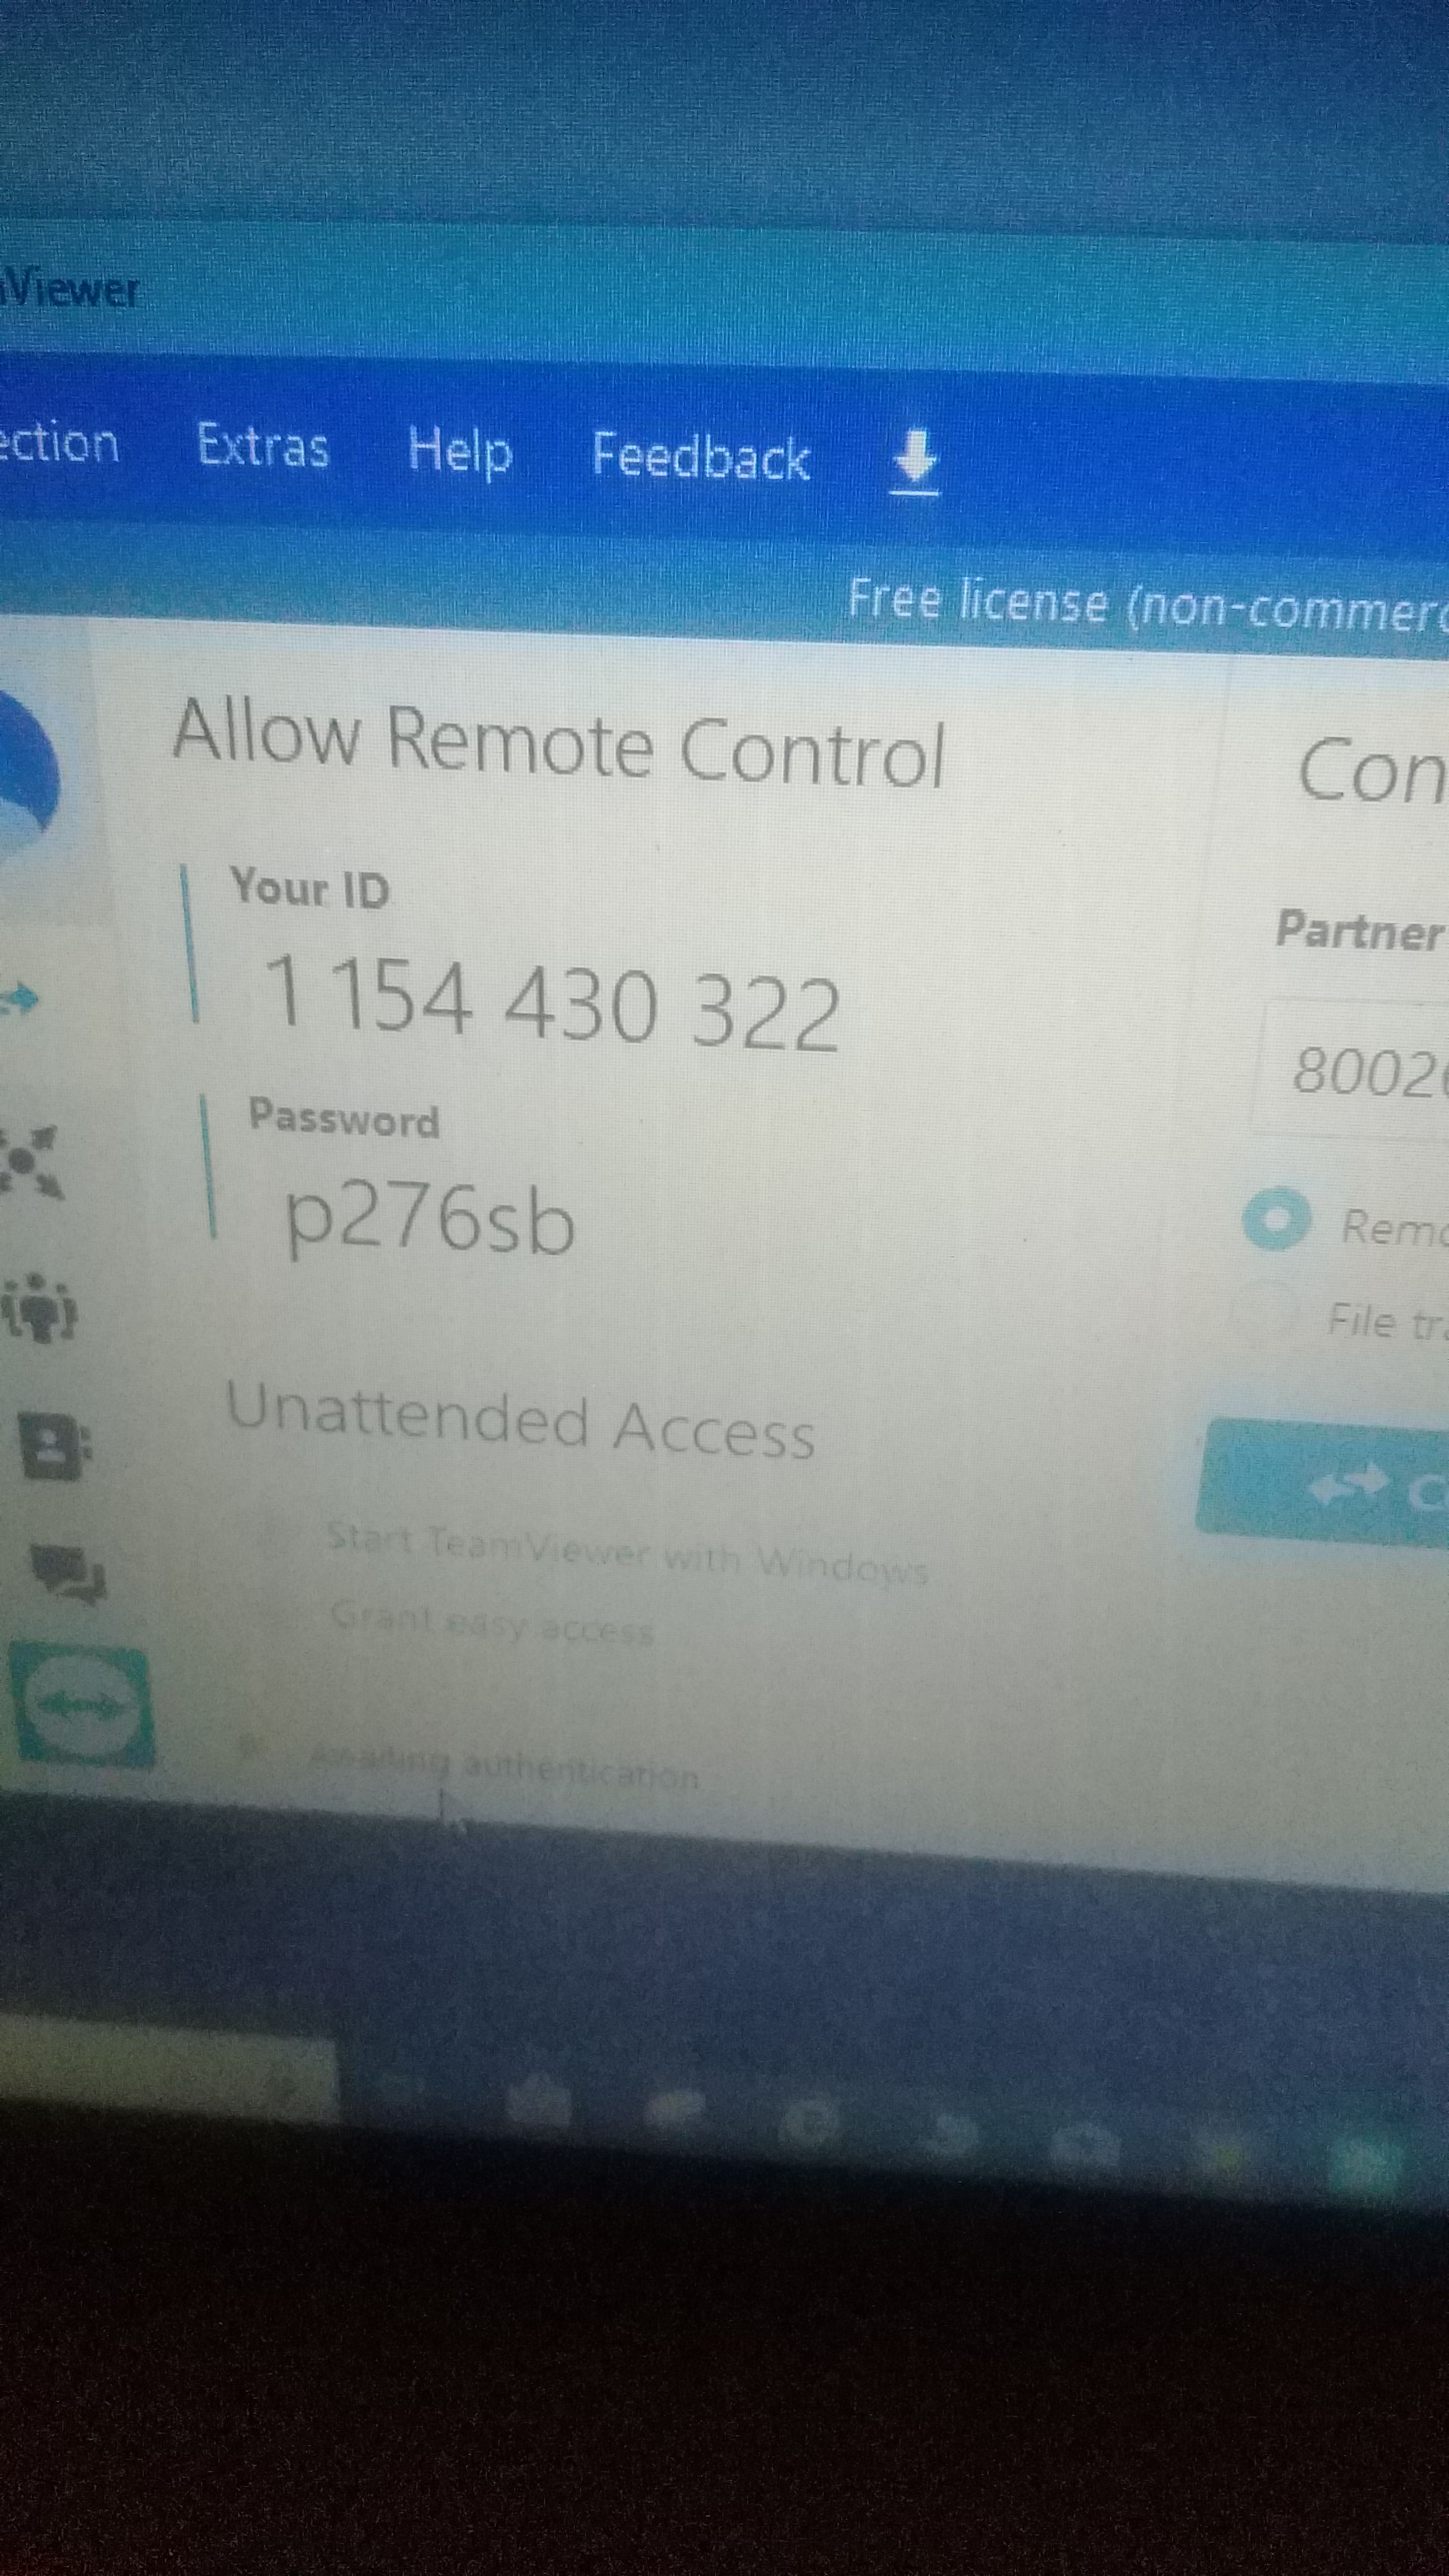 Viewer
ection Extras Help Feedback
Free license (non-commerc
Allow Remote Control
Con
Your ID
1 154 430 322
Partner
8002
Password
p276sb
Remo
File tra
Unattended Access
C
Start TeamViewer with Windows
Grant easy access
Awaiting authentication